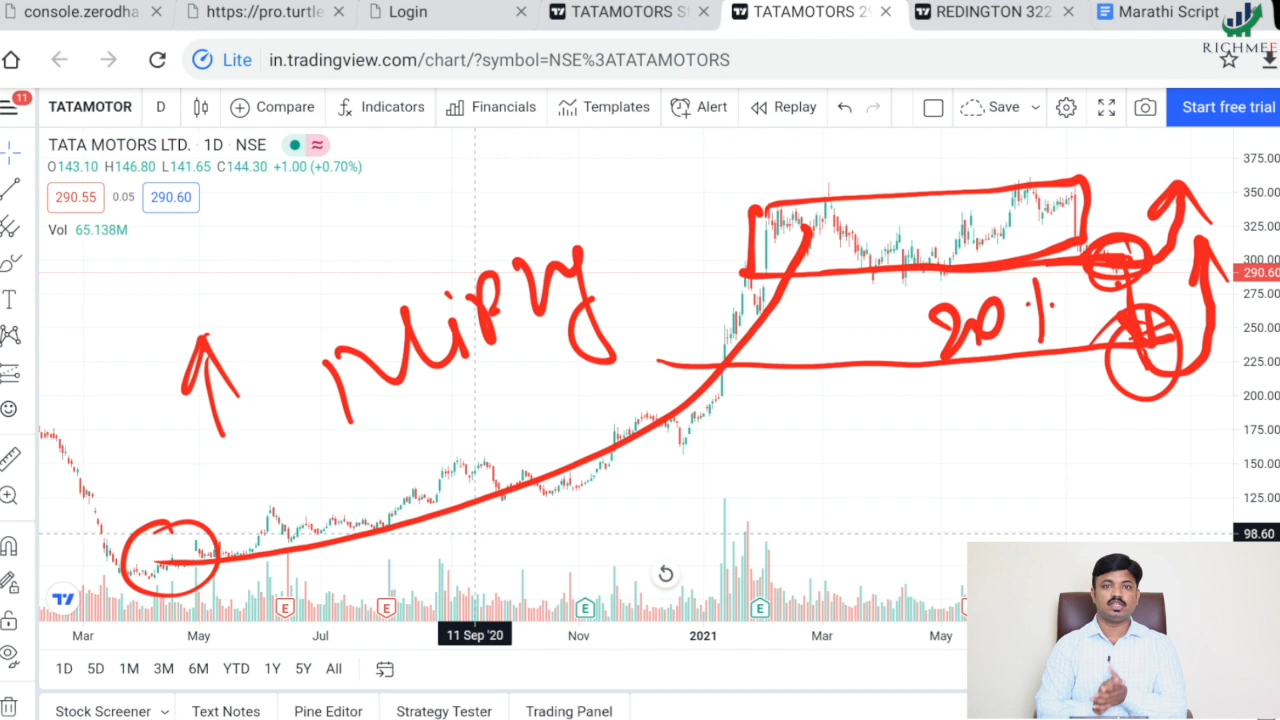 console.zerodha
https://pro.turtle
Login
TATAMOTORS S
TATAMOTORS 29
REDINGTON 322
Marathi Script
RICHMEE
Lite
in.tradingview.com/chart/?symbol=NSE%3ATATAMOTORS
11
TATAMOTOR
D
Compare
Indicators
Financials
Templates
Alert
Replay
Save
Start free trial
TATA MOTORS LTD. · 1D · NSE
O143.10 H146.80 L141.65 C144.30 +1.00 (+0.70%)
290.55
0.05
290.60
Vol 65.138M
375.00
350.00
325.00
300.00
290.60
275.00
250.00
225.00
200.00
175.00
150.00
125.00
98.60
20%
E
E
E
E
Mar
May
Jul
11 Sep '20
Nov
2021
Mar
May
1D
5D
1M
3M
6M
YTD
1Y
5Y
All
Stock Screener
Text Notes
Pine Editor
Strategy Tester
Trading Panel